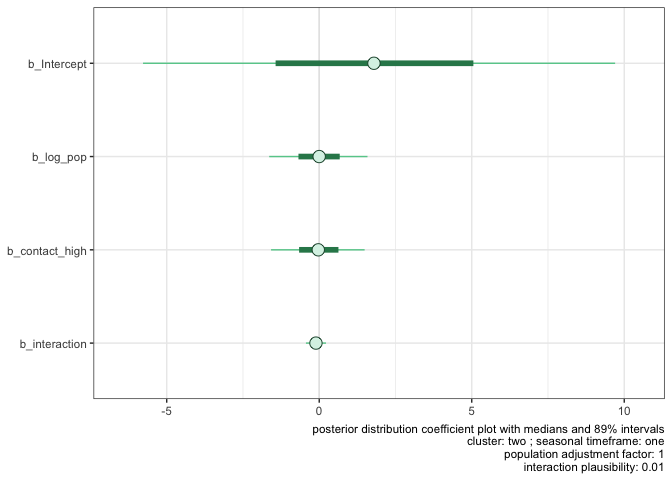 b_Intercept
b_log_pop
b_contact_high
b_interaction
-5 0 5 10
posterior distribution coefficient plot with medians and 89% intervals
cluster: two ; seasonal timeframe: one
population adjustment factor: 1
interaction plausibility: 0.01